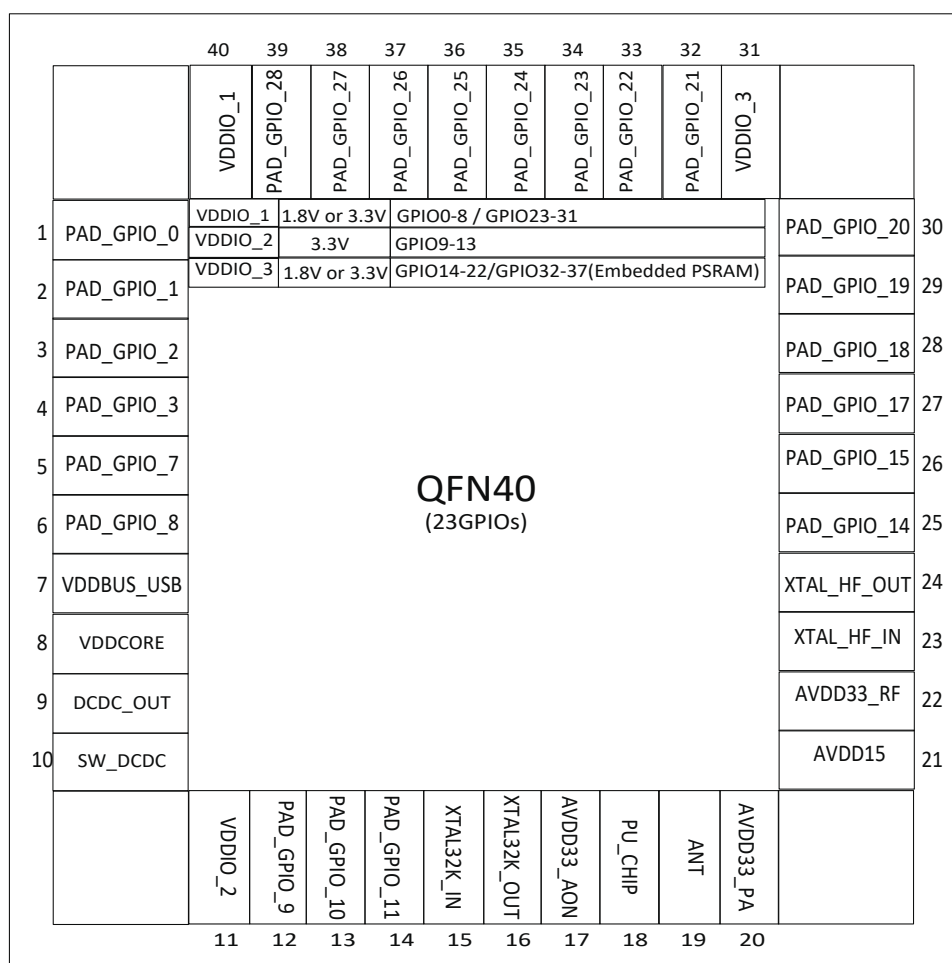 40 39 38 37 36 35 34 33 32 31
VDDIO_1
PAD_GPIO_28
PAD_GPIO_27
PAD_GPIO_26
PAD_GPIO_25
PAD_GPIO_24
PAD_GPIO_23
PAD_GPIO_22
PAD_GPIO_21
VDDIO_3
VDDIO_1 1.8V or 3.3V GPIO0-8 / GPIO23-31
VDDIO_2 3.3V GPIO9-13
VDDIO_3 1.8V or 3.3V GPIO14-22/GPIO32-37(Embedded PSRAM)
1 PAD_GPIO_0
2 PAD_GPIO_1
3 PAD_GPIO_2
4 PAD_GPIO_3
5 PAD_GPIO_7
6 PAD_GPIO_8
7 VDDBUS_USB
8 VDDCORE
9 DCDC_OUT
10 SW_DCDC
QFN40
(23GPIOs)
PAD_GPIO_20 30
PAD_GPIO_19 29
PAD_GPIO_18 28
PAD_GPIO_17 27
PAD_GPIO_15 26
PAD_GPIO_14 25
XTAL_HF_OUT 24
XTAL_HF_IN 23
AVDD33_RF 22
AVDD15 21
VDDIO_2
PAD_GPIO_9
PAD_GPIO_10
PAD_GPIO_11
XTAL32K_IN
XTAL32K_OUT
AVDD33_AON
PU_CHIP
ANT
AVDD33_PA
11 12 13 14 15 16 17 18 19 20